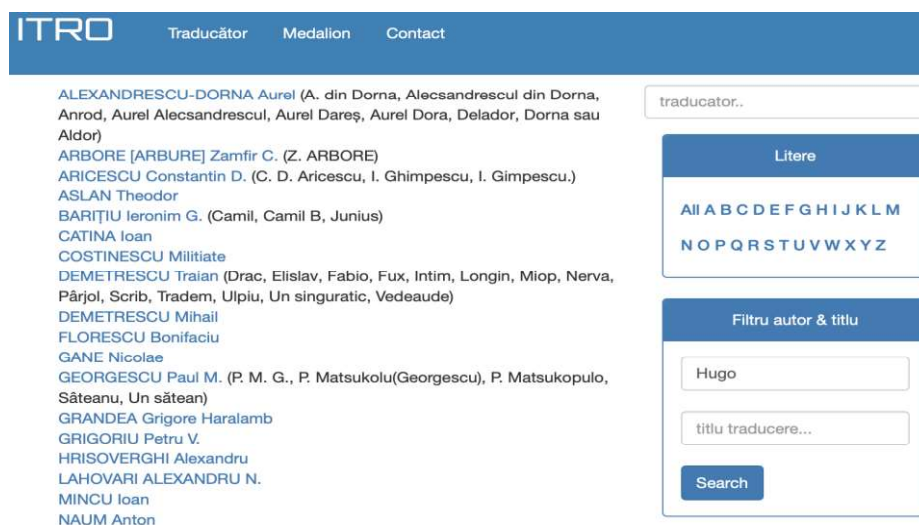 ITRO
Traducător Medalion Contact
ALEXANDRESCU-DORNA Aurel (A. din Dorna, Alecsandrescul din Dorna,
Anrod, Aurel Alecsandrescul, Aurel Dareș, Aurel Dora, Delador, Dorna sau
Aldor)
ARBORE [ARBURE] Zamfir C. (Z. ARBORE)
ARICESCU Constantin D. (C. D. Aricescu, I. Ghimpescu, I. Gimpescu.)
ASLAN Theodor
BARIȚIU Ieronim G. (Camil, Camil B, Junius)
CATINA Ioan
COSTINESCU Militiate
DEMETRESCU Traian (Drac, Elislav, Fabio, Fux, Intim, Longin, Miop, Nerva,
Pârjol, Scrib, Tradem, Ulpiu, Un singuratic, Vedeaude)
DEMETRESCU Mihail
FLORESCU Bonifaciu
GANE Nicolae
GEORGESCU Paul M. (P. M. G., P. Matsukolu(Georgescu), P. Matsukopulo,
Sâteanu, Un sătean)
GRANDEA Grigore Haralamb
GRIGORIU Petru V.
HRISOVERGHI Alexandru
LAHOVARI ALEXANDRU N.
MINCU Ioan
NAUM Anton
traducator..
Litere
All A B C D E F G H I J K L M
N O P Q R S T U V W X Y Z
Filtru autor & titlu
Hugo
titlu traducere...
Search